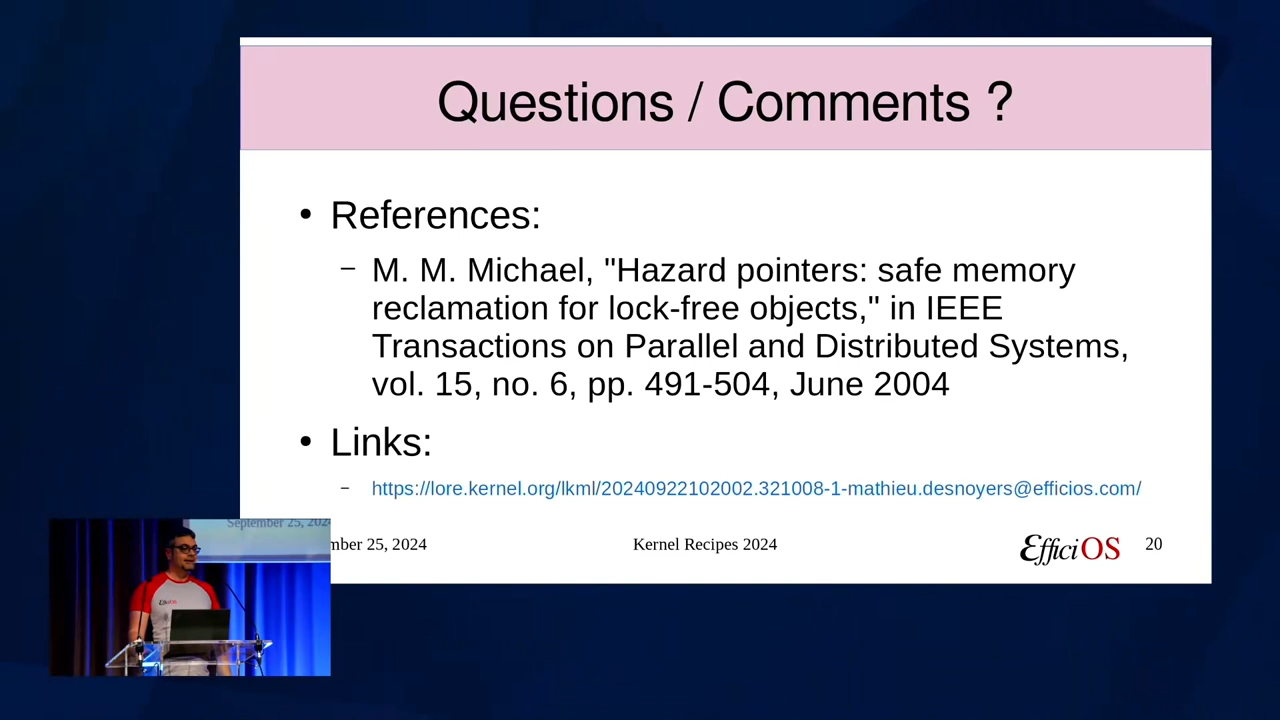 Questions / Comments ?
• References:
– M. M. Michael, "Hazard pointers: safe memory
reclamation for lock-free objects," in IEEE
Transactions on Parallel and Distributed Systems,
vol. 15, no. 6, pp. 491-504, June 2004
• Links:
– https://lore.kernel.org/lkml/20240922102002.321008-1-mathieu.desnoyers@efficios.com/
mber 25, 2024
Kernel Recipes 2024
EfficiOS
20
September 25, 2024
EfficiOS